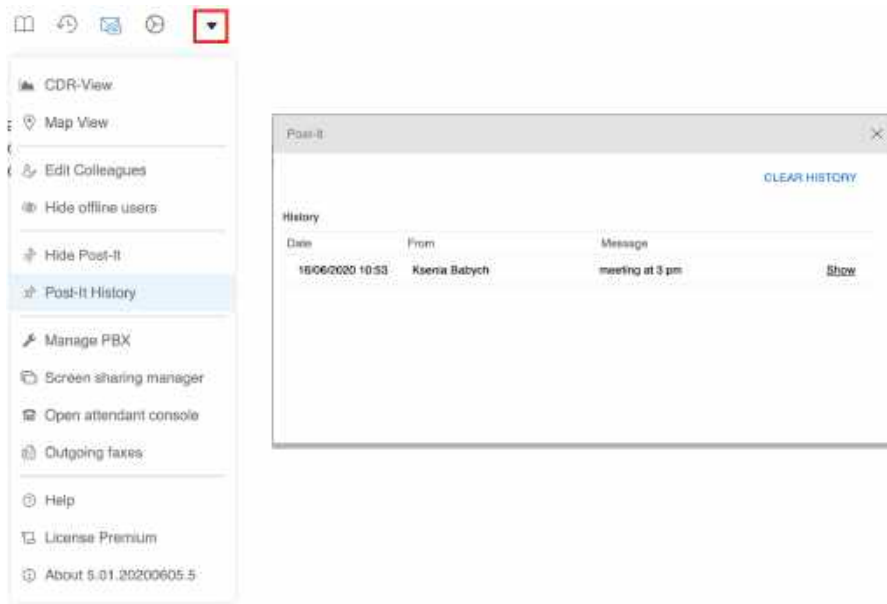 CDR-View
Map View
Edit Colleagues
Hide offline users
Hide Post-It
Post-It History
Manage PBX
Screen sharing manager
Open attendant console
Outgoing faxes
Help
License Premium
About 5.01.20200605.5
Post-It
CLEAR HISTORY
History
Date From Message
16/06/2020 10:53 Ksenia Babych meeting at 3 pm Show